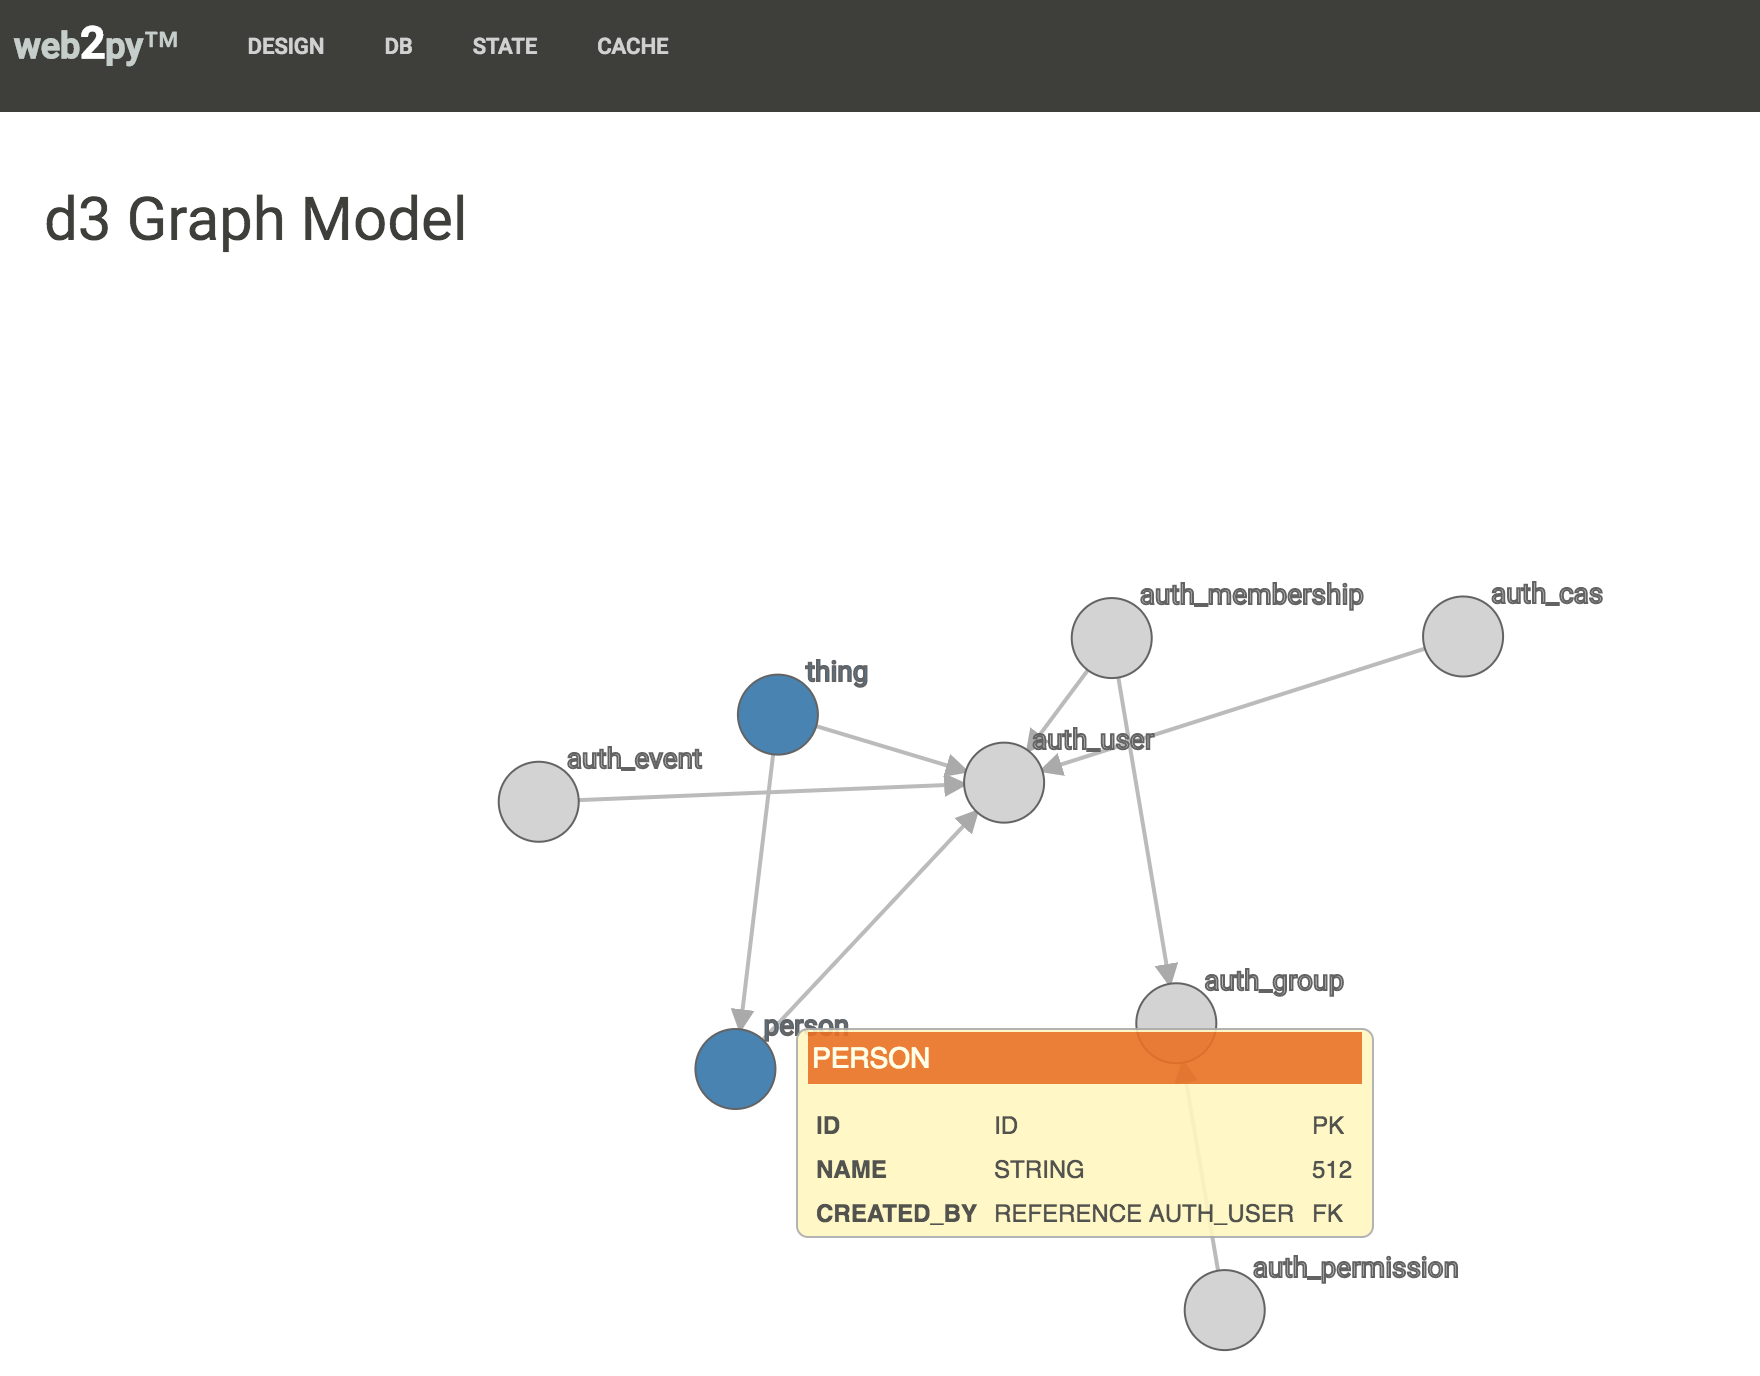 web2py™ DESIGN DB STATE CACHE
d3 Graph Model
auth_membership
auth_cas
thing
auth_user
auth_event
auth_group
person
PERSON
ID ID PK
NAME STRING 512
CREATED_BY REFERENCE AUTH_USER FK
auth_permission